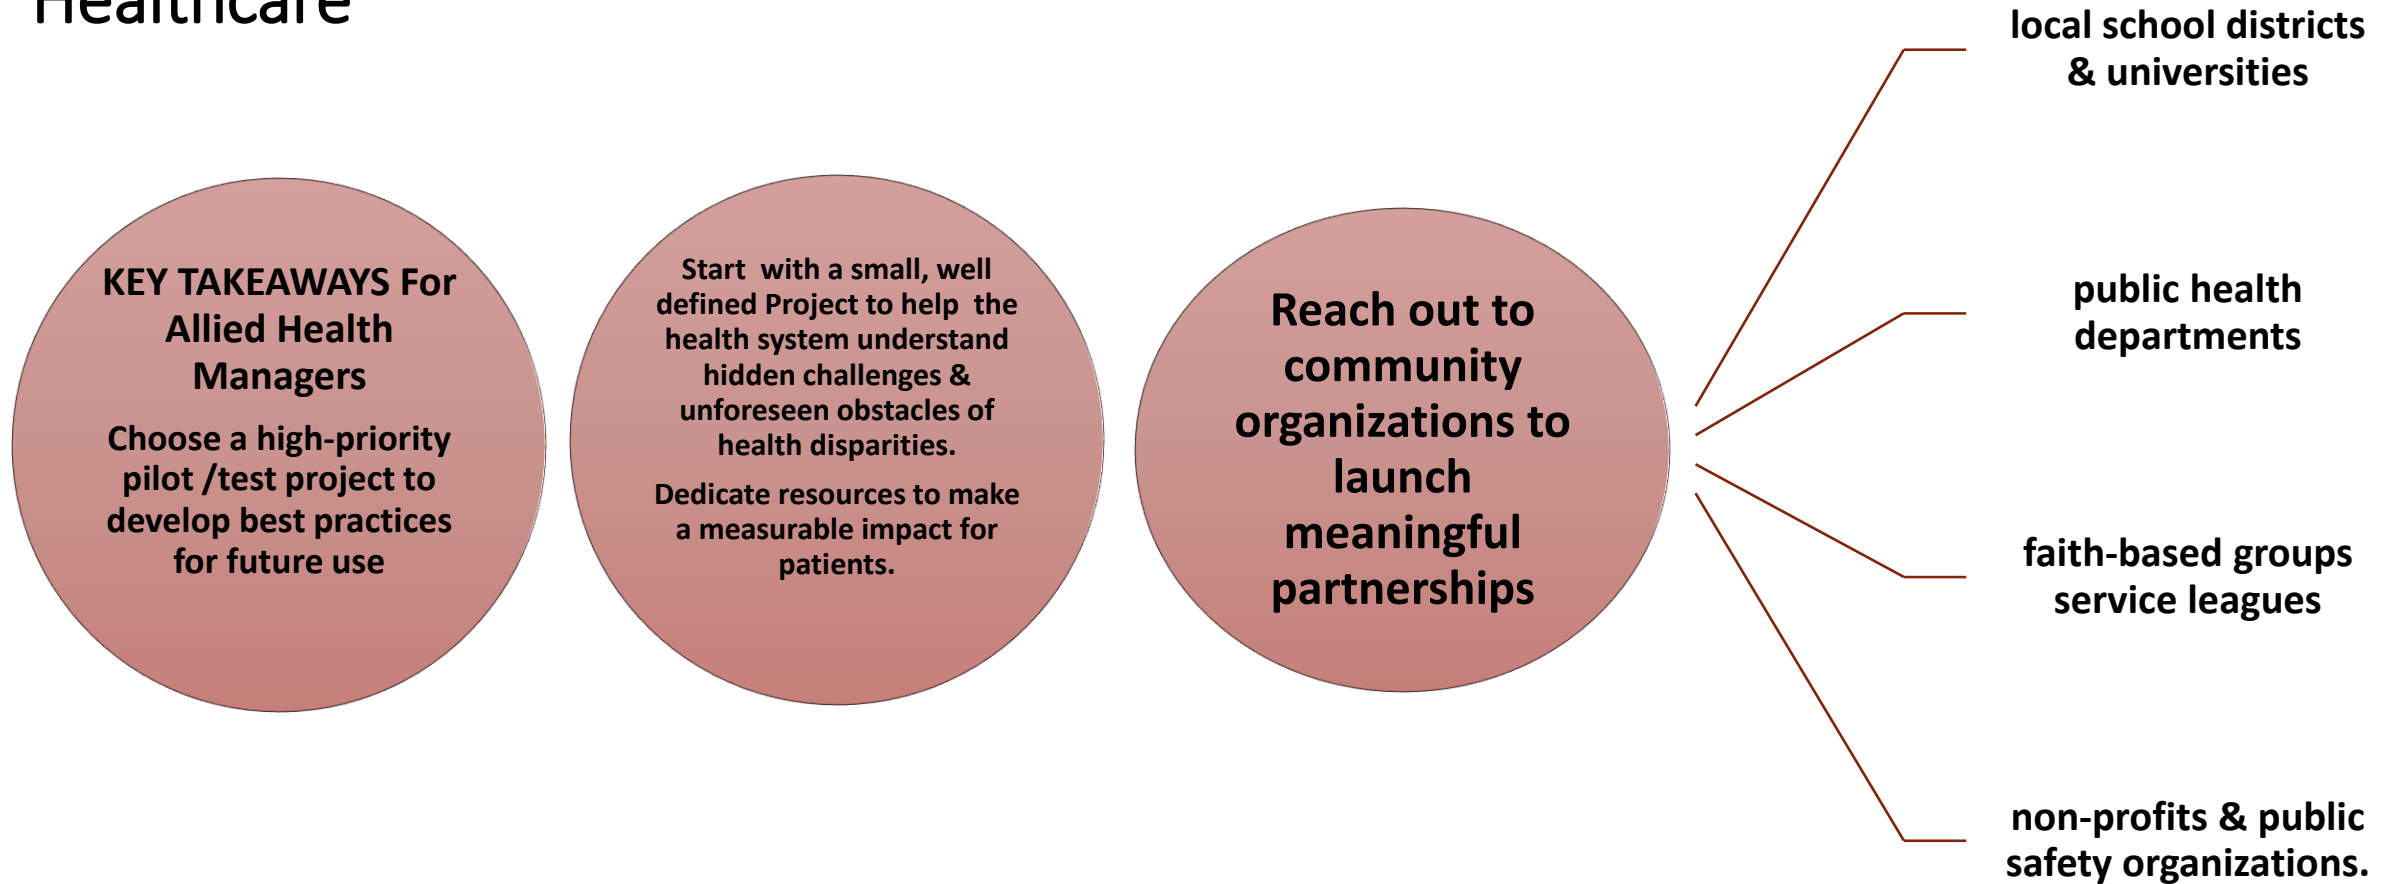 Healthcare
KEY TAKEAWAYS For
Allied Health
Managers
Choose a high-priority
pilot /test project to
develop best practices
for future use
Start  with a small, well
defined Project to help  the
health system understand
hidden challenges &
unforeseen obstacles of
health disparities.
Dedicate resources to make
a measurable impact for
patients.
Reach out to
community
organizations to
launch
meaningful
partnerships
local school districts
& universities
public health
departments
faith-based groups
service leagues
non-profits & public
safety organizations.